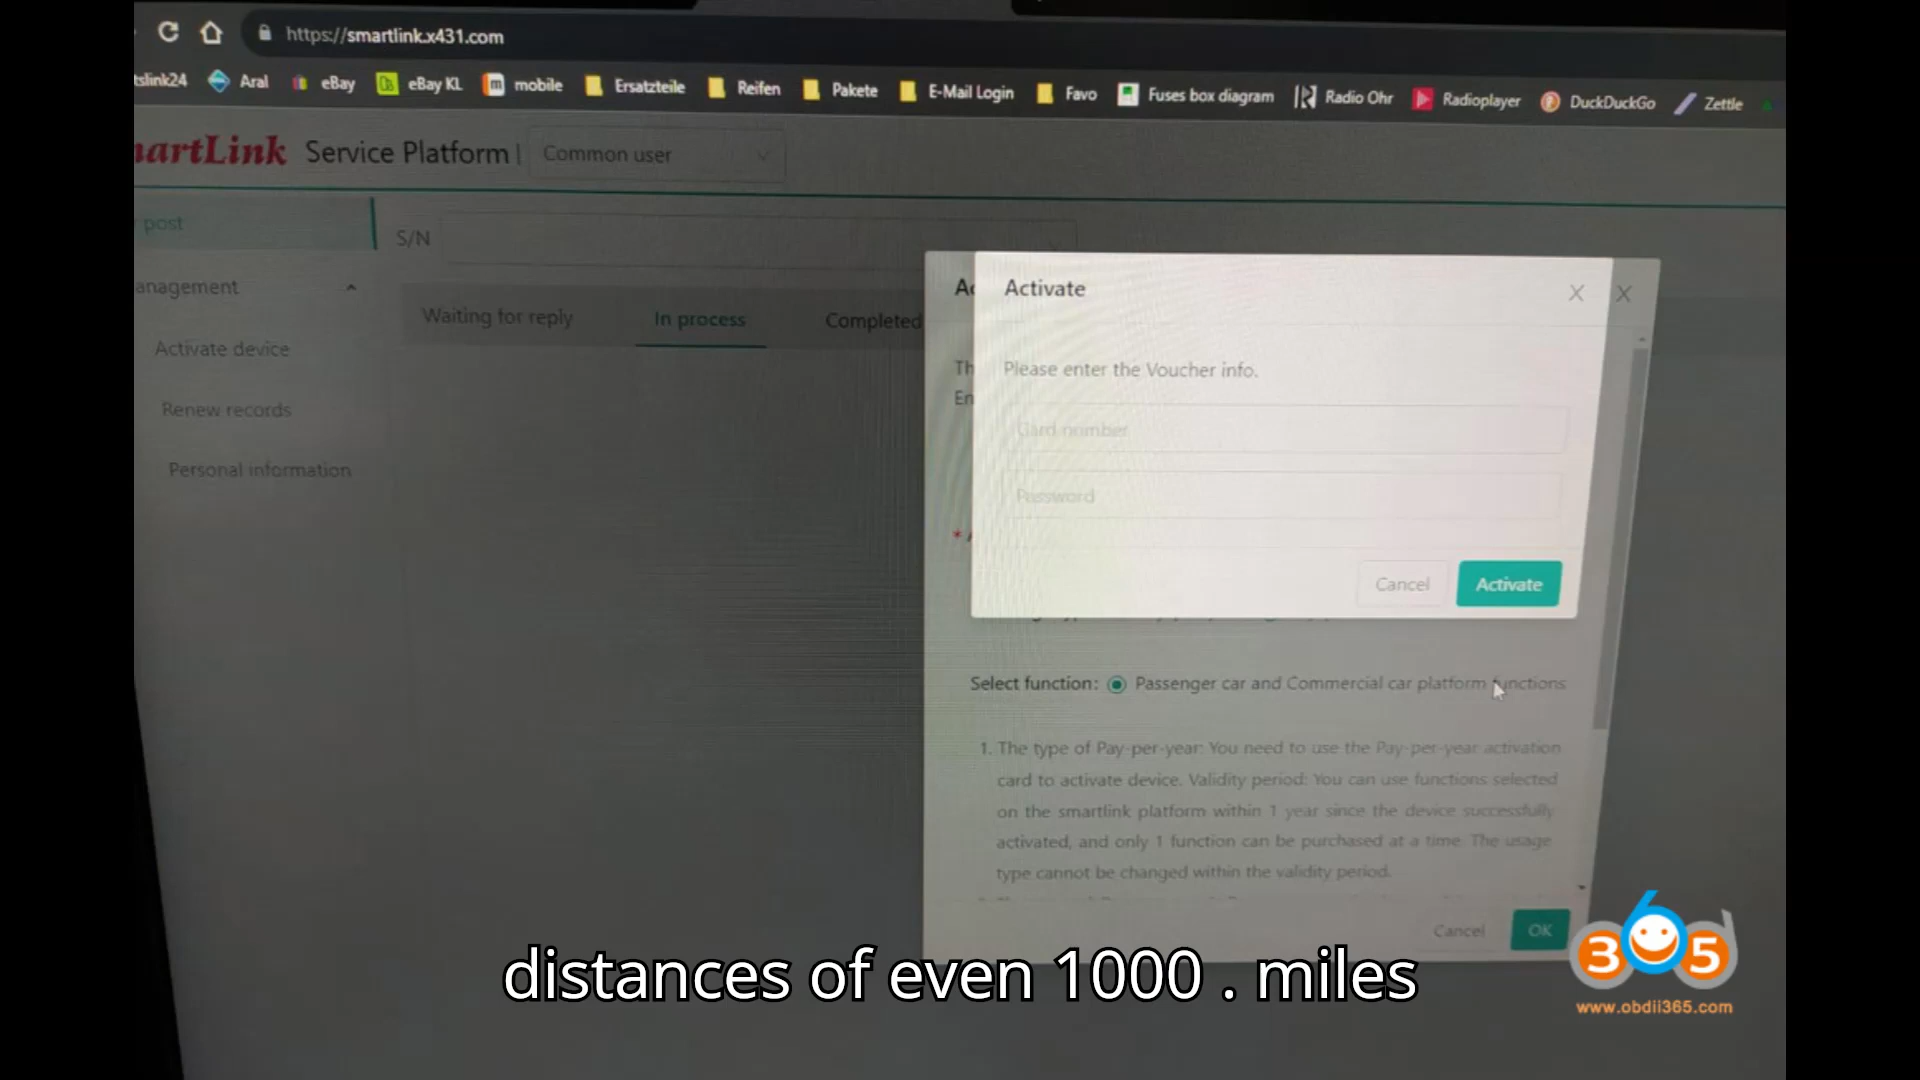 https://smartlink.x431.com
tslink24 Aral eBay eBay KL mobile Ersatzteile Reifen Pakete E-Mail Login Favo Fuses box diagram Radio Ohr Radioplayer DuckDuckGo Zettle
martLink Service Platform | Common user
post
S/N
anagement
Waiting for reply In process Completed
Activate device
Renew records
Personal information
Ac
Activate
Th
En
Please enter the Voucher info.
Card number
Password
Cancel Activate
Select function: Passenger car and Commercial car platform functions
1. The type of Pay-per-year: You need to use the Pay-per-year activation
card to activate device. Validity period: You can use functions selected
on the smartlink platform within 1 year since the device successfully
activated, and only 1 function can be purchased at a time. The usage
type cannot be changed within the validity period.
Cancel OK
distances of even 1000 . miles
365
www.obdii365.com